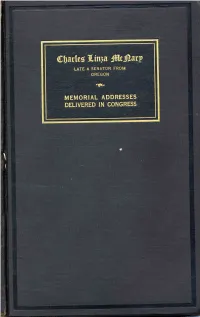 Charles Linza McNary
LATE A SENATOR FROM
OREGON
MEMORIAL ADDRESSES
DELIVERED IN CONGRESS